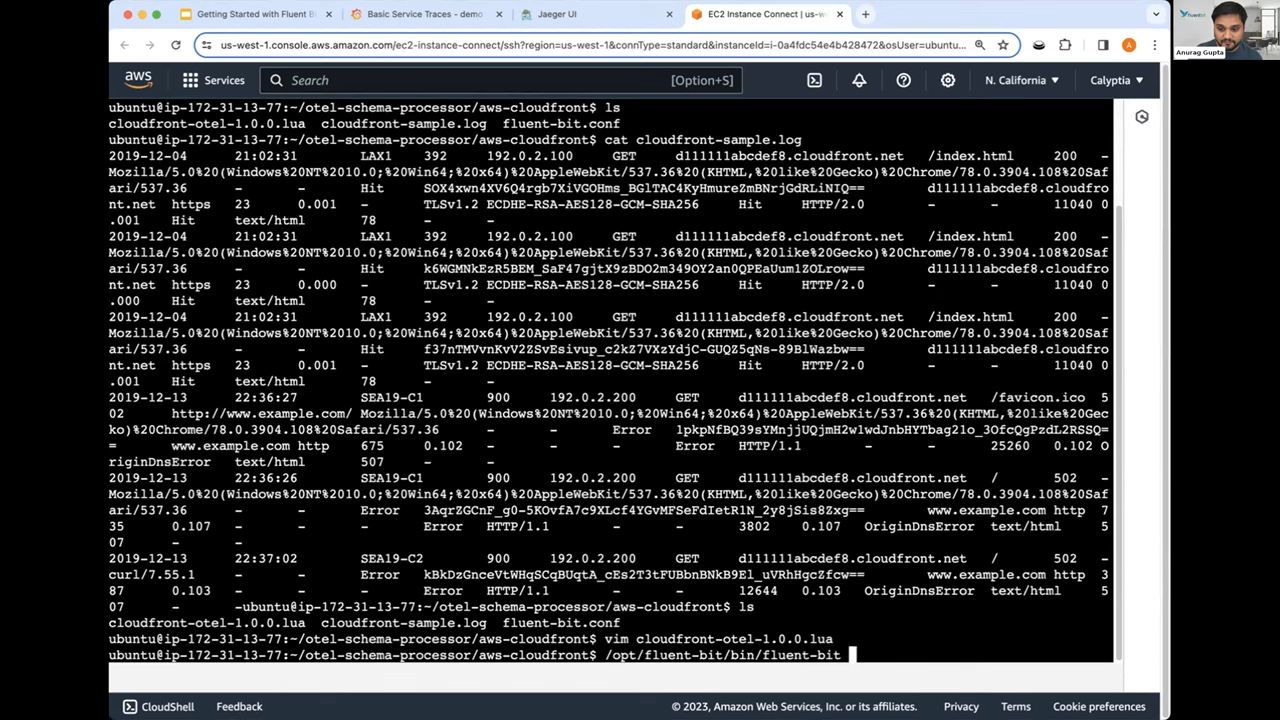 Getting Started with Fluent B
Basic Service Traces - demo
Jaeger UI
EC2 Instance Connect | us-w
us-west-1.console.aws.amazon.com/ec2-instance-connect/ssh?region=us-west-1&connType=standard&instanceId=i-0a4fdc54e4b428472&osUser=ubuntu...
aws Services Search [Option+S] N. California Calyptia
Anurag Gupta
ubuntu@ip-172-31-13-77:~/otel-schema-processor/aws-cloudfront$ ls
cloudfront-otel-1.0.0.lua cloudfront-sample.log fluent-bit.conf
ubuntu@ip-172-31-13-77:~/otel-schema-processor/aws-cloudfront$ cat cloudfront-sample.log
2019-12-04 21:02:31 LAX1 392 192.0.2.100 GET d111111abcdef8.cloudfront.net /index.html 200 -
Mozilla/5.0%20(Windows%20NT%2010.0;%20Win64;%20x64)%20AppleWebKit/537.36%20(KHTML,%20like%20Gecko)%20Chrome/78.0.3904.108%20Saf
ari/537.36 - - Hit SOX4xwn4XV6Q4rgb7XiVGOHms_BGlTAC4KyHmureZmBNrjGdRLiNIQ== d111111abcdef8.cloudfro
nt.net https 23 0.001 - TLSv1.2 ECDHE-RSA-AES128-GCM-SHA256 Hit HTTP/2.0 - - 11040 0
.001 Hit text/html 78 - -
2019-12-04 21:02:31 LAX1 392 192.0.2.100 GET d111111abcdef8.cloudfront.net /index.html 200 -
Mozilla/5.0%20(Windows%20NT%2010.0;%20Win64;%20x64)%20AppleWebKit/537.36%20(KHTML,%20like%20Gecko)%20Chrome/78.0.3904.108%20Saf
ari/537.36 - - Hit k6WGMNkEzR5BEM_SaF47gjtX9zBDO2m349OY2an0QPEaUumlZOLrow== d111111abcdef8.cloudfro
nt.net https 23 0.000 - TLSv1.2 ECDHE-RSA-AES128-GCM-SHA256 Hit HTTP/2.0 - - 11040 0
.000 Hit text/html 78 - -
2019-12-04 21:02:31 LAX1 392 192.0.2.100 GET d111111abcdef8.cloudfront.net /index.html 200 -
Mozilla/5.0%20(Windows%20NT%2010.0;%20Win64;%20x64)%20AppleWebKit/537.36%20(KHTML,%20like%20Gecko)%20Chrome/78.0.3904.108%20Saf
ari/537.36 - - Hit f37nTMVvnKvV2ZSvEsivup_c2kZ7VXzYdjC-GUQZ5qNs-89BlWazbw== d111111abcdef8.cloudfro
nt.net https 23 0.001 - TLSv1.2 ECDHE-RSA-AES128-GCM-SHA256 Hit HTTP/2.0 - - 11040 0
.001 Hit text/html 78 - -
2019-12-13 22:36:27 SEA19-C1 900 192.0.2.200 GET d111111abcdef8.cloudfront.net /favicon.ico 5
02 http://www.example.com/ Mozilla/5.0%20(Windows%20NT%2010.0;%20Win64;%20x64)%20AppleWebKit/537.36%20(KHTML,%20like%20Gec
ko)%20Chrome/78.0.3904.108%20Safari/537.36 - - Error 1pkpNfBQ39sYMnjjUQjmH2w1wdJnbHYTbag21o_3OfcQgPzdL2RSSQ=
= www.example.com http 675 0.102 - - - Error HTTP/1.1 - - 25260 0.102 O
riginDnsError text/html 507 - -
2019-12-13 22:36:26 SEA19-C1 900 192.0.2.200 GET d111111abcdef8.cloudfront.net / 502 -
Mozilla/5.0%20(Windows%20NT%2010.0;%20Win64;%20x64)%20AppleWebKit/537.36%20(KHTML,%20like%20Gecko)%20Chrome/78.0.3904.108%20Saf
ari/537.36 - - Error 3AqrZGCnF_g0-5KOvfA7c9XLcf4YGvMFSeFdIetR1N_2y8jSis8Zxg== www.example.com http 7
35 0.107 - - - Error HTTP/1.1 - - 3802 0.107 OriginDnsError text/html 5
07 - -
2019-12-13 22:37:02 SEA19-C2 900 192.0.2.200 GET d111111abcdef8.cloudfront.net / 502 -
curl/7.55.1 - - Error kBkDzGnceVtWHqSCqBUqtA_cEs2T3tFUBbnBNkB9El_uVRhHgcZfcw== www.example.com http 3
87 0.103 - - - Error HTTP/1.1 - - 12644 0.103 OriginDnsError text/html 5
07 - -ubuntu@ip-172-31-13-77:~/otel-schema-processor/aws-cloudfront$ ls
cloudfront-otel-1.0.0.lua cloudfront-sample.log fluent-bit.conf
ubuntu@ip-172-31-13-77:~/otel-schema-processor/aws-cloudfront$ vim cloudfront-otel-1.0.0.lua
ubuntu@ip-172-31-13-77:~/otel-schema-processor/aws-cloudfront$ /opt/fluent-bit/bin/fluent-bit
CloudShell Feedback © 2023, Amazon Web Services, Inc. or its affiliates. Privacy Terms Cookie preferences